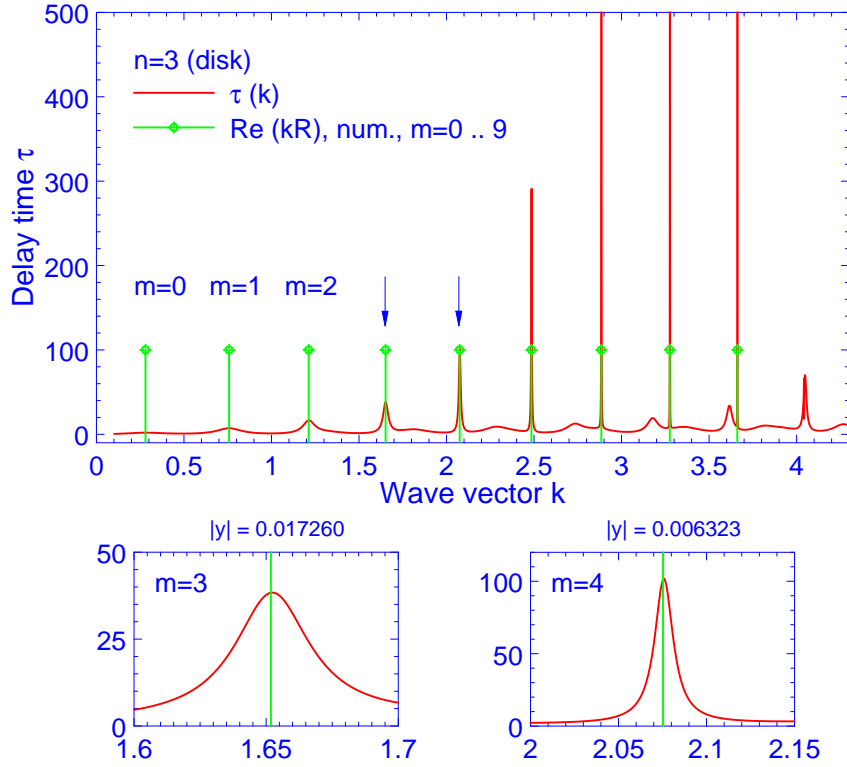 500
400
300
200
100
0
Delay time τ
n=3 (disk)
τ (k)
Re (kR), num., m=0 .. 9
m=0 m=1 m=2
0 0.5 1 1.5 2 2.5 3 3.5 4
Wave vector k
|y| = 0.017260
50
25
0
m=3
1.6 1.65 1.7
|y| = 0.006323
100
50
0
m=4
2 2.05 2.1 2.15